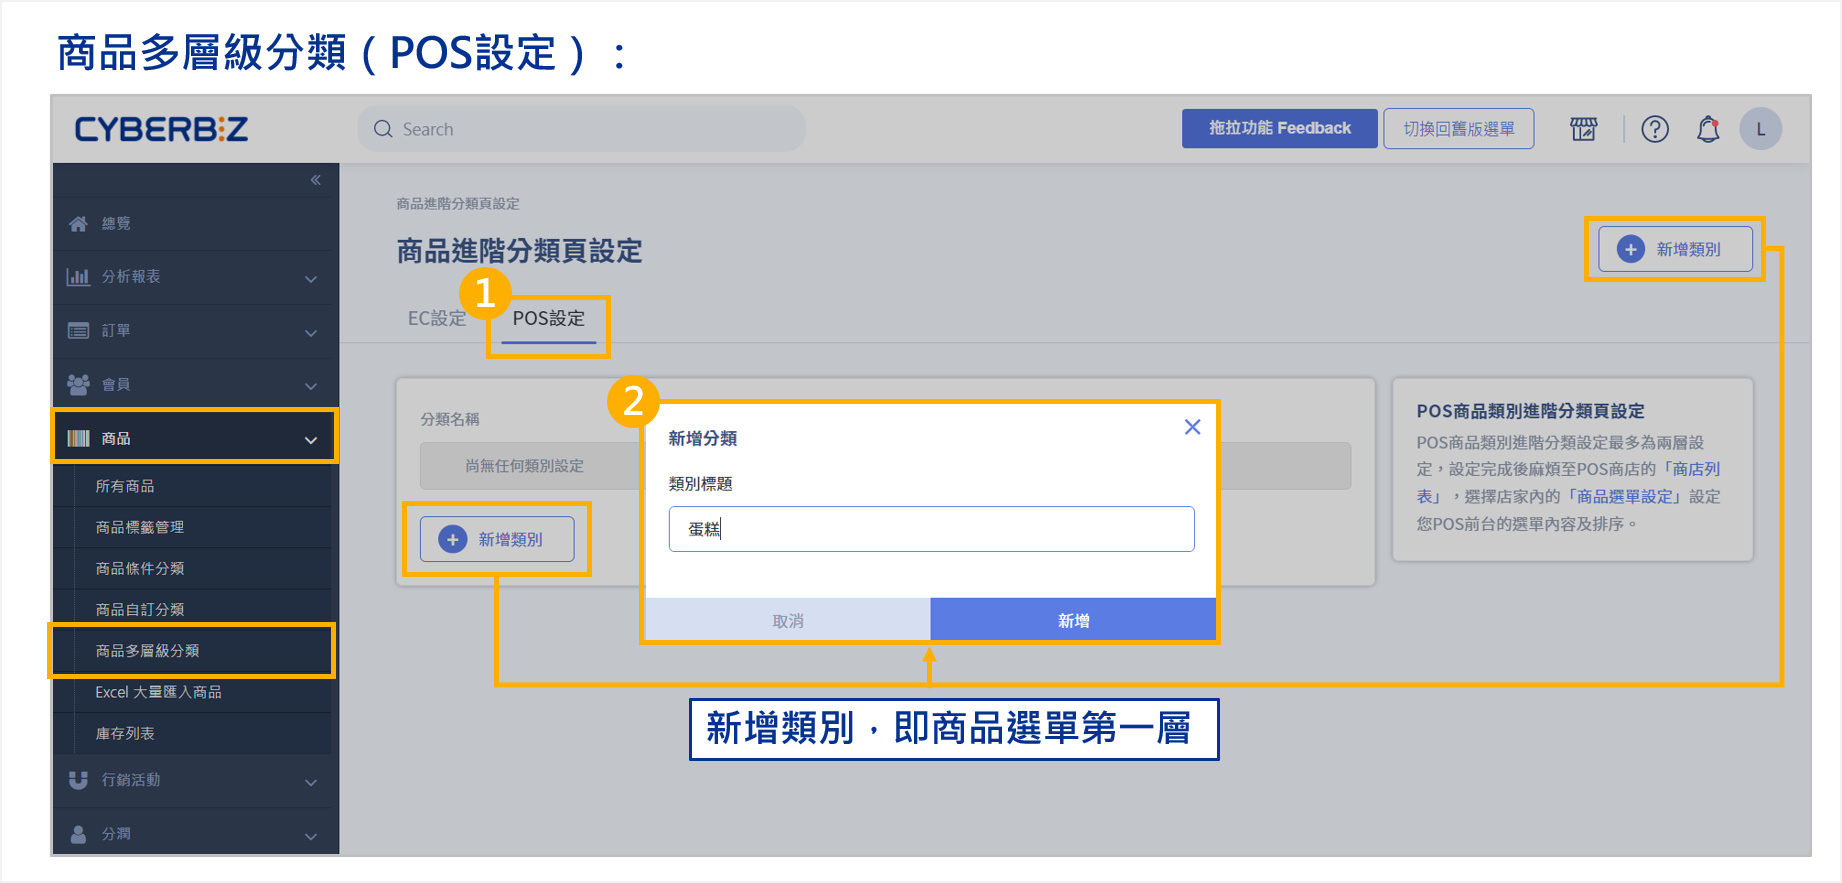 商品多層級分類（POS設定）：
CYBERBIZ
Search
拖拉功能 Feedback
切換回舊版選單
L
總覽
分析報表
訂單
會員
商品
所有商品
商品標籤管理
商品條件分類
商品自訂分類
商品多層級分類
Excel 大量匯入商品
庫存列表
行銷活動
分潤
商品進階分類頁設定
商品進階分類頁設定
新增類別
1
EC設定
POS設定
分類名稱
尚無任何類別設定
新增類別
2
新增分類
類別標題
蛋糕
取消
新增
POS商品類別進階分類頁設定
POS商品類別進階分類設定最多為兩層設
定，設定完成後麻煩至POS商店的「商店列
表」，選擇店家內的「商品選單設定」設定
您POS前台的選單內容及排序。
新增類別，即商品選單第一層